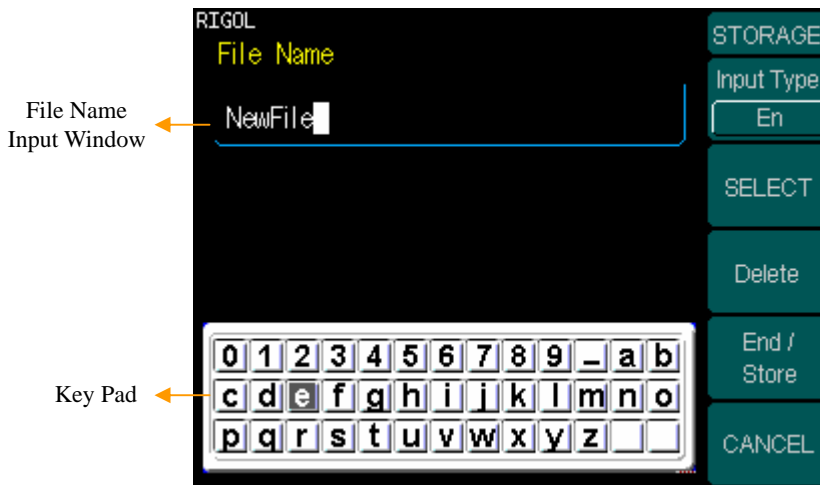 RIGOL
File Name
NewFile
File Name
Input Window
Key Pad
0 1 2 3 4 5 6 7 8 9 _ a b
c d e f g h i j k l m n o
p q r s t u v w x y z
STORAGE
Input Type
En
SELECT
Delete
End /
Store
CANCEL